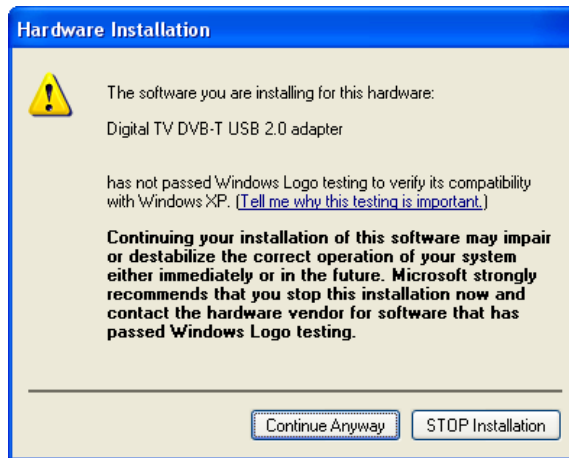 Hardware Installation
The software you are installing for this hardware:
Digital TV DVB-T USB 2.0 adapter
has not passed Windows Logo testing to verify its compatibility
with Windows XP. (Tell me why this testing is important.)
Continuing your installation of this software may impair
or destabilize the correct operation of your system
either immediately or in the future. Microsoft strongly
recommends that you stop this installation now and
contact the hardware vendor for software that has
passed Windows Logo testing.
Continue Anyway
STOP Installation